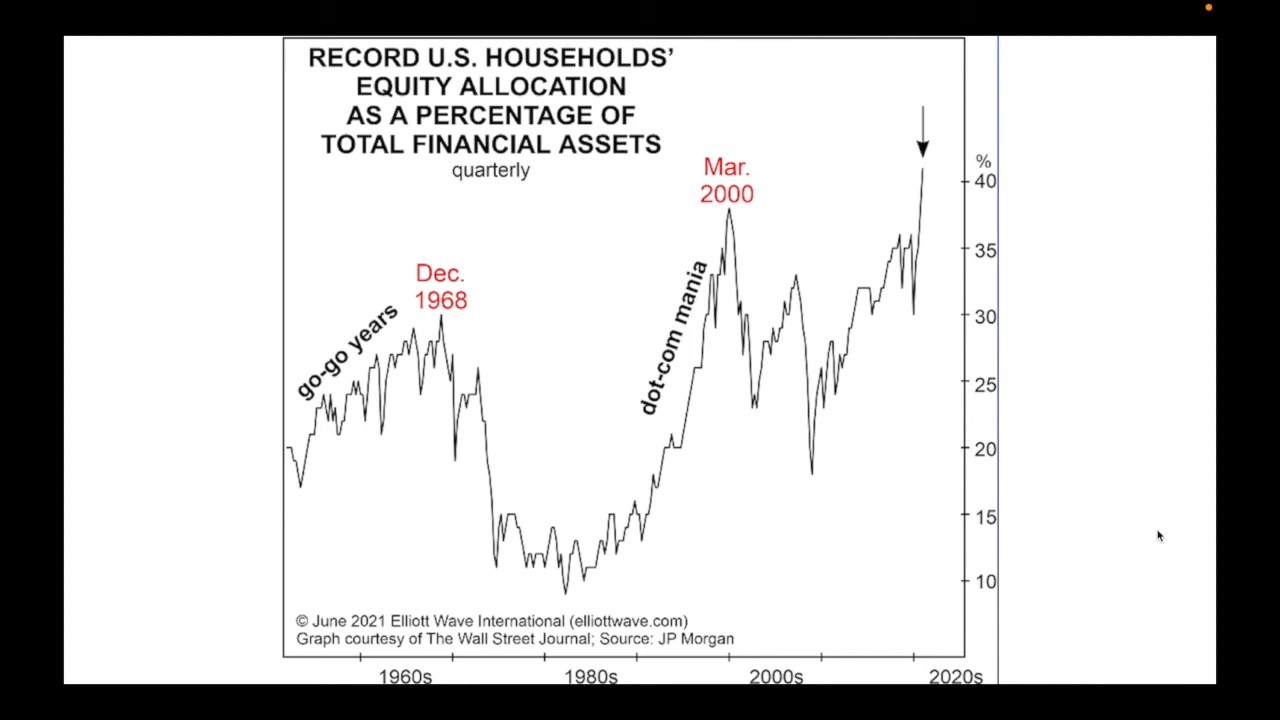 RECORD U.S. HOUSEHOLDS'
EQUITY ALLOCATION
AS A PERCENTAGE OF
TOTAL FINANCIAL ASSETS
quarterly
Mar.
2000
%
40
35
30
25
20
15
10
Dec.
1968
go-go years
dot-com mania
© June 2021 Elliott Wave International (elliottwave.com)
Graph courtesy of The Wall Street Journal; Source: JP Morgan
1960s 1980s 2000s 2020s